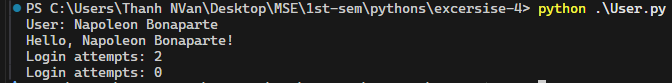 PS C:\Users\Thanh NVan\Desktop\MSE\1st-sem\pythons\excersise-4> python .\User.py
User: Napoleon Bonaparte
Hello, Napoleon Bonaparte!
Login attempts: 2
Login attempts: 0